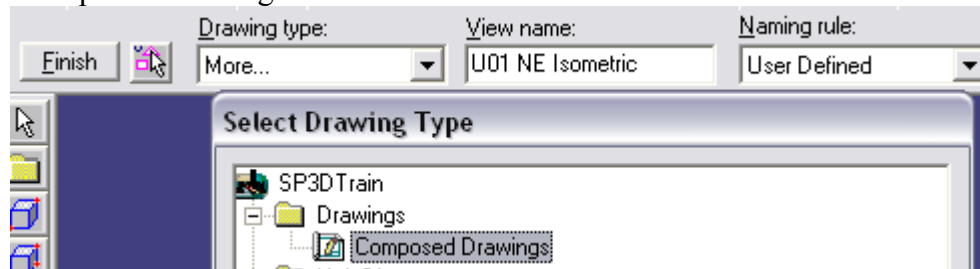 Drawing type:
View name:
Naming rule:
Finish
More...
U01 NE Isometric
User Defined
Select Drawing Type
SP3DTrain
Drawings
Composed Drawings